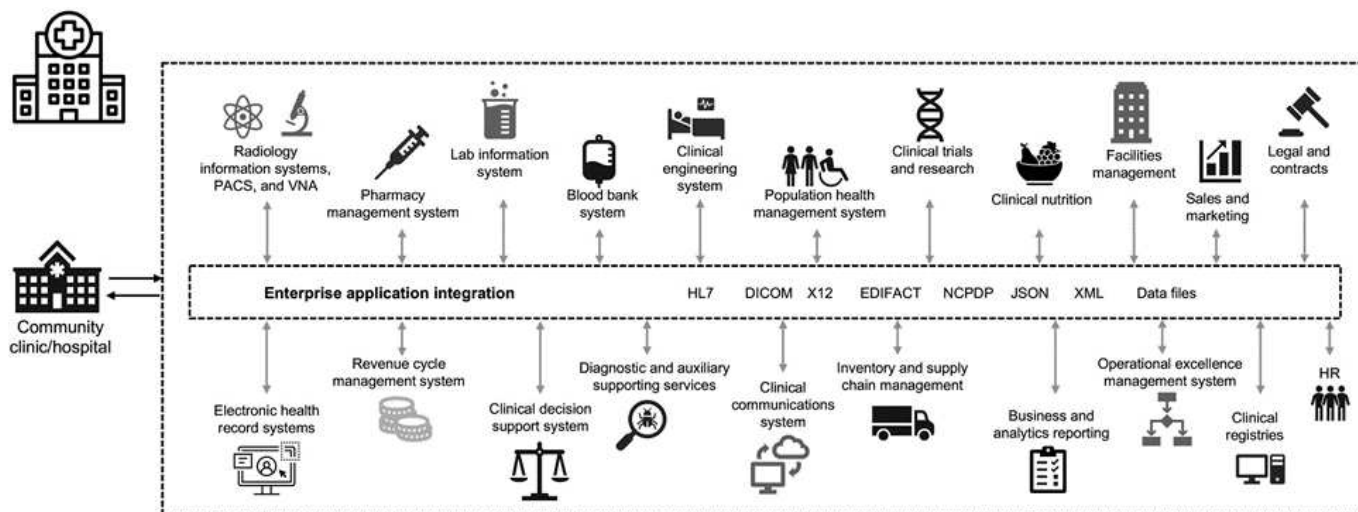 Radiology
information systems,
PACS, and VNA
Pharmacy
management system
Lab information
system
Blood bank
system
Clinical
engineering
system
Population health
management system
Clinical trials
and research
Clinical nutrition
Facilities
management
Sales and
marketing
Legal and
contracts
Community
clinic/hospital
Enterprise application integration HL7 DICOM X12 EDIFACT NCPDP JSON XML Data files
Electronic health
record systems
Revenue cycle
management system
Clinical decision
support system
Diagnostic and auxiliary
supporting services
Clinical
communications
system
Inventory and supply
chain management
Business and
analytics reporting
Operational excellence
management system
Clinical
registries
HR